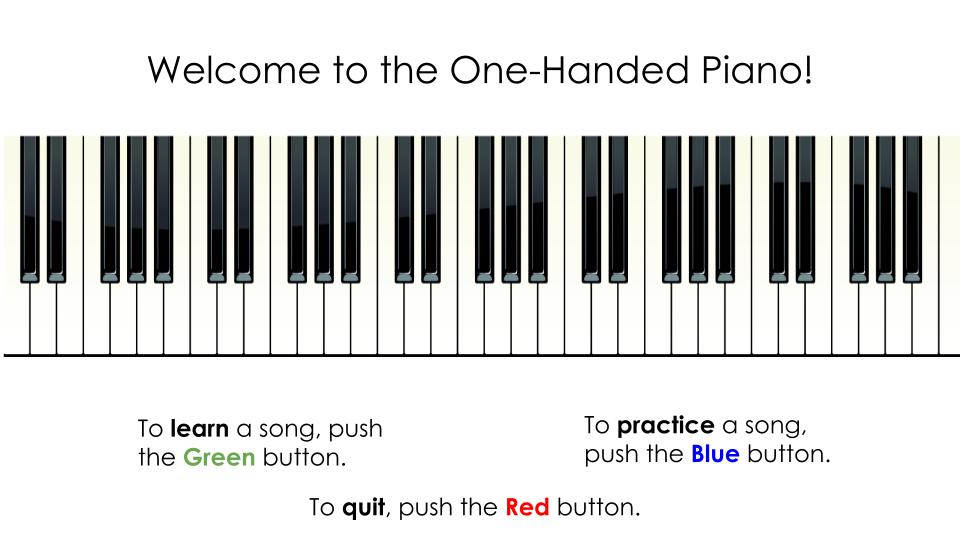 Welcome to the One-Handed Piano!
To learn a song, push
the Green button.
To practice a song,
push the Blue button.
To quit, push the Red button.